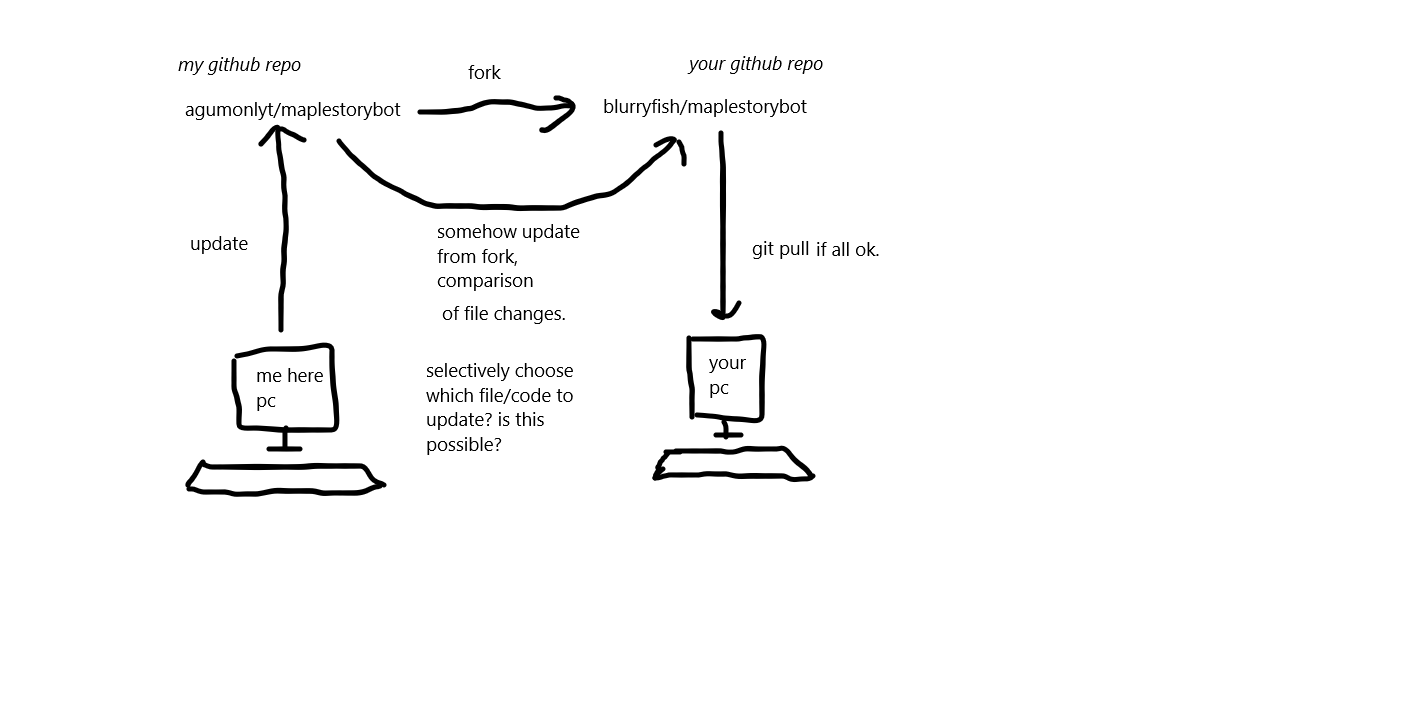 my github repo
fork
your github repo
agumonlyt/maplestorybot
blurryfish/maplestorybot
update
somehow update
from fork,
comparison
of file changes.
git pull if all ok.
me here
pc
selectively choose
which file/code to
update? is this
possible?
your
pc